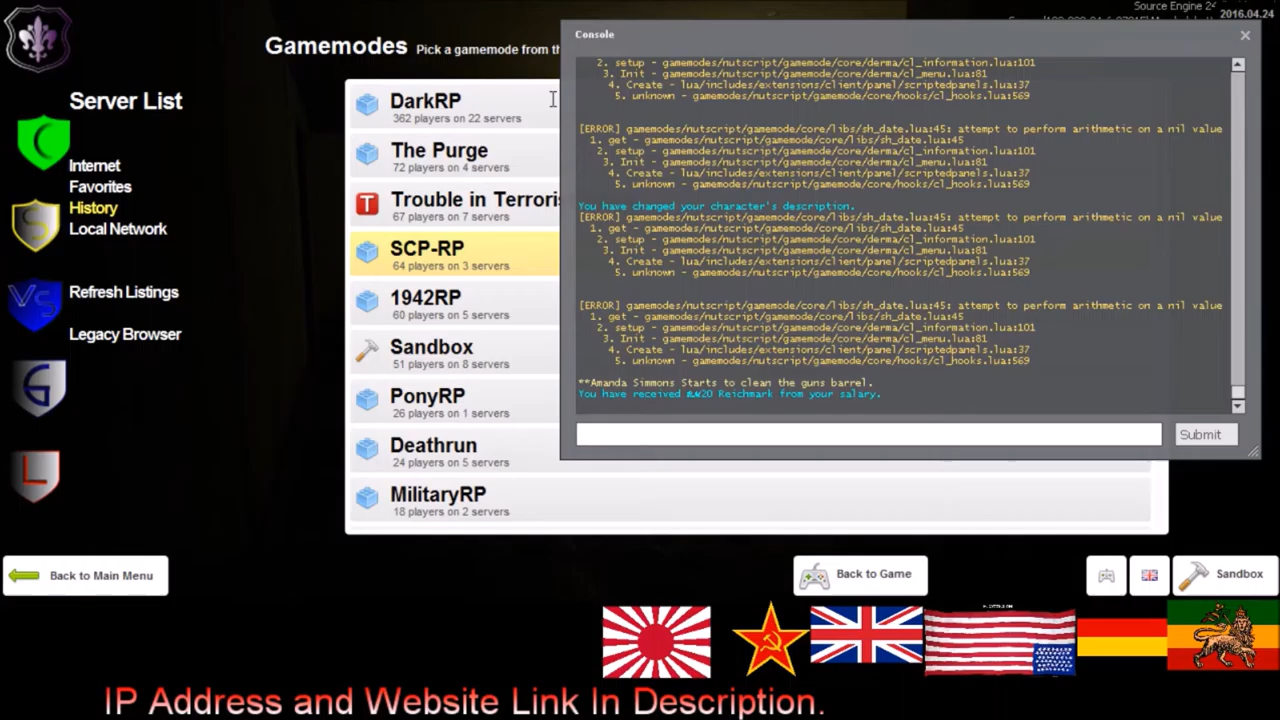 Source Engine 24
2016.04.24
Gamemodes Pick a gamemode from th
Server List
Internet
Favorites
History
Local Network
Refresh Listings
Legacy Browser
DarkRP
362 players on 22 servers
The Purge
72 players on 4 servers
T
Trouble in Terroris
67 players on 7 servers
SCP-RP
64 players on 3 servers
1942RP
60 players on 5 servers
Sandbox
51 players on 8 servers
PonyRP
26 players on 1 servers
Deathrun
24 players on 5 servers
MilitaryRP
18 players on 2 servers
Console
2. setup - gamemodes/nutscript/gamemode/core/derma/cl_information.lua:101
3. Init - gamemodes/nutscript/gamemode/core/derma/cl_menu.lua:81
4. Create - lua/includes/extensions/client/panel/scriptedpanels.lua:37
5. unknown - gamemodes/nutscript/gamemode/core/hooks/cl_hooks.lua:569
[ERROR] gamemodes/nutscript/gamemode/core/libs/sh_date.lua:45: attempt to perform arithmetic on a nil value
1. get - gamemodes/nutscript/gamemode/core/libs/sh_date.lua:45
2. setup - gamemodes/nutscript/gamemode/core/derma/cl_information.lua:101
3. Init - gamemodes/nutscript/gamemode/core/derma/cl_menu.lua:81
4. Create - lua/includes/extensions/client/panel/scriptedpanels.lua:37
5. unknown - gamemodes/nutscript/gamemode/core/hooks/cl_hooks.lua:569
You have changed your character's description.
[ERROR] gamemodes/nutscript/gamemode/core/libs/sh_date.lua:45: attempt to perform arithmetic on a nil value
1. get - gamemodes/nutscript/gamemode/core/libs/sh_date.lua:45
2. setup - gamemodes/nutscript/gamemode/core/derma/cl_information.lua:101
3. Init - gamemodes/nutscript/gamemode/core/derma/cl_menu.lua:81
4. Create - lua/includes/extensions/client/panel/scriptedpanels.lua:37
5. unknown - gamemodes/nutscript/gamemode/core/hooks/cl_hooks.lua:569
[ERROR] gamemodes/nutscript/gamemode/core/libs/sh_date.lua:45: attempt to perform arithmetic on a nil value
1. get - gamemodes/nutscript/gamemode/core/libs/sh_date.lua:45
2. setup - gamemodes/nutscript/gamemode/core/derma/cl_information.lua:101
3. Init - gamemodes/nutscript/gamemode/core/derma/cl_menu.lua:81
4. Create - lua/includes/extensions/client/panel/scriptedpanels.lua:37
5. unknown - gamemodes/nutscript/gamemode/core/hooks/cl_hooks.lua:569
**Amanda Simmons Starts to clean the guns barrel.
You have received Reichmark from your salary.
Submit
VS
G
L
Back to Main Menu
Back to Game
Sandbox
IP Address and Website Link In Description.